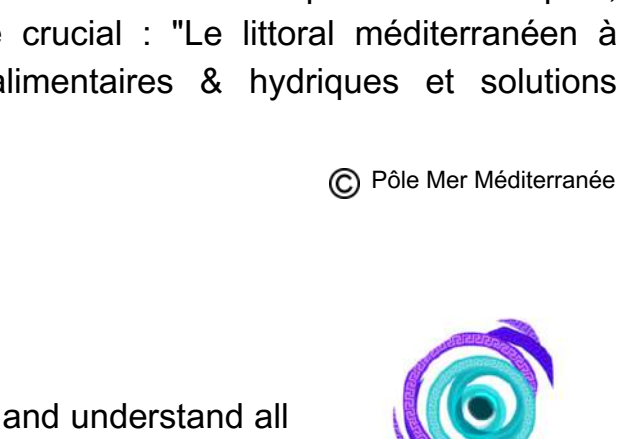 e crucial : "Le littoral méditerranéen à
alimentaires & hydriques et solutions
© Pôle Mer Méditerranée
and understand all